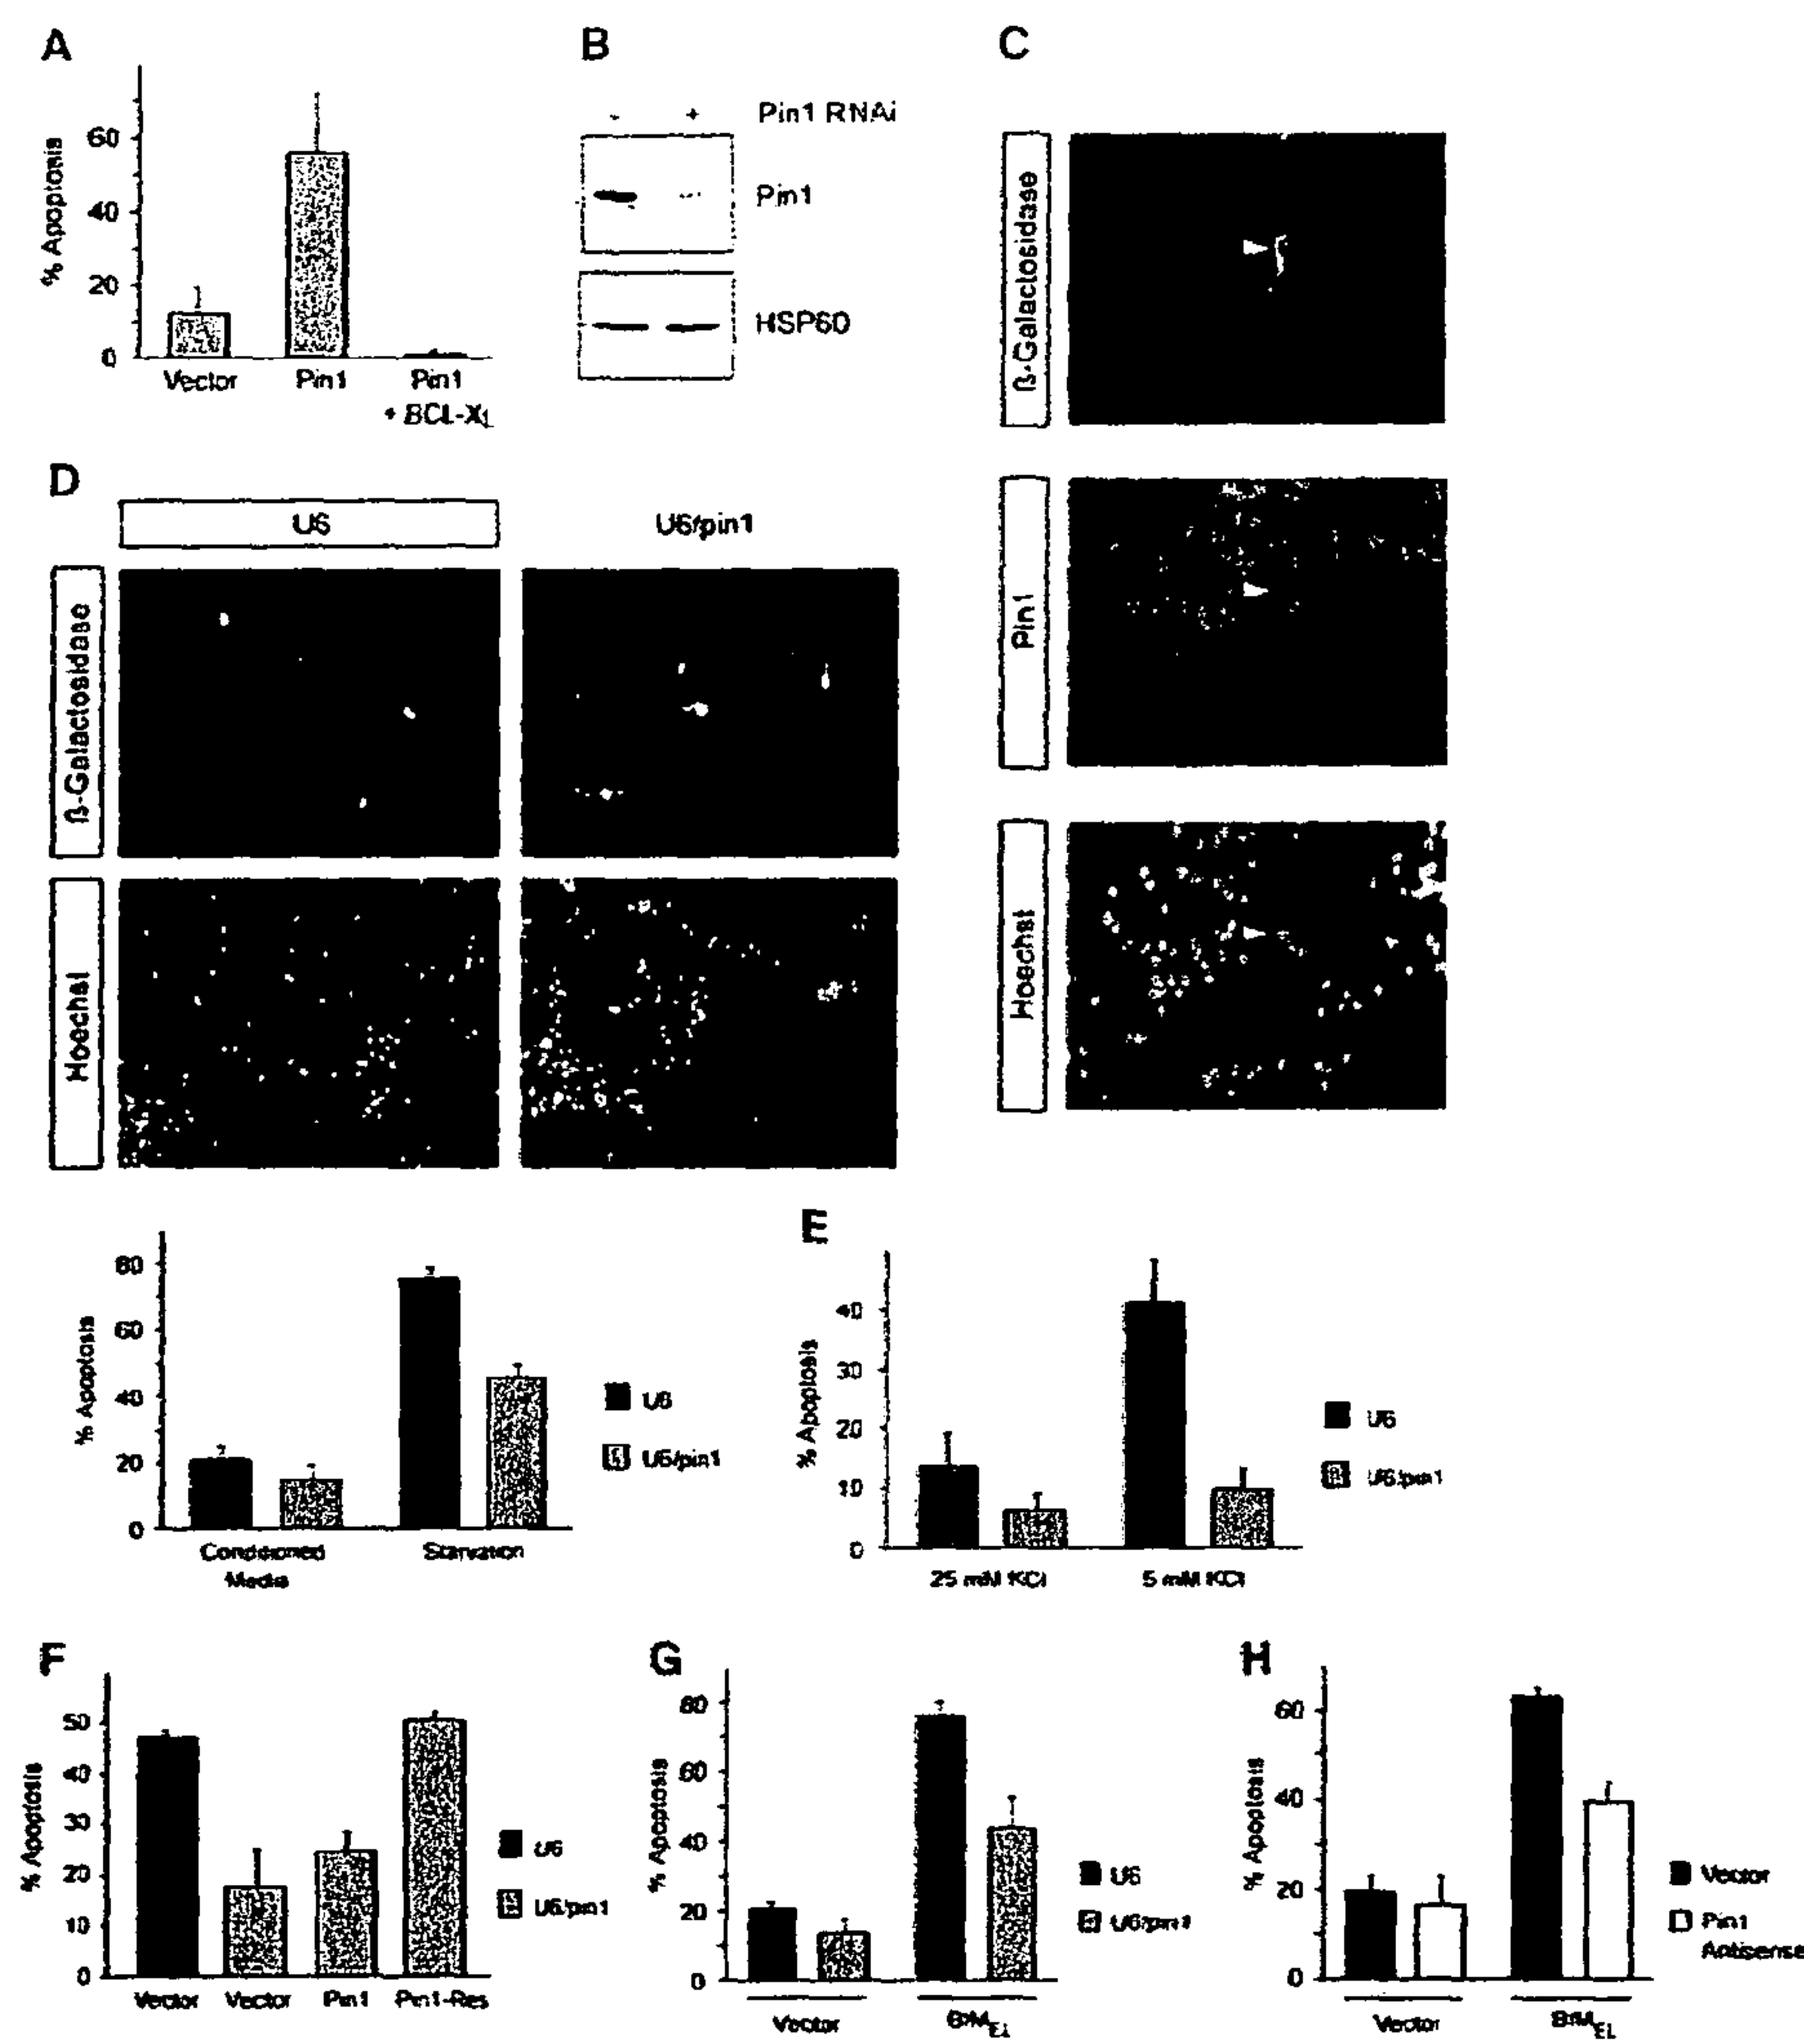 A
% Apoptosis
60
40
20
0
Vector
Pin1
Pin1
+ BCL-XL
B
- + Pin1 RNAi
Pin1
HSP60
C
ß-Galactosidase
Pin1
Hoechst
D
U6
U6/pin1
ß-Galactosidase
Hoechst
% Apoptosis
80
60
40
20
0
Conditioned
Media
Starvation
U6
U6/pin1
E
% Apoptosis
40
30
20
10
0
25 mM KCl
5 mM KCl
U6
U6/pin1
F
% Apoptosis
50
40
30
20
10
0
Vector
Vector
Pin1
Pin1-Res
U6
U6/pin1
G
% Apoptosis
80
60
40
20
0
Vector
BIMEL
U6
U6/pin1
H
% Apoptosis
60
40
20
0
Vector
BIMEL
Vector
Pin1
Antisense